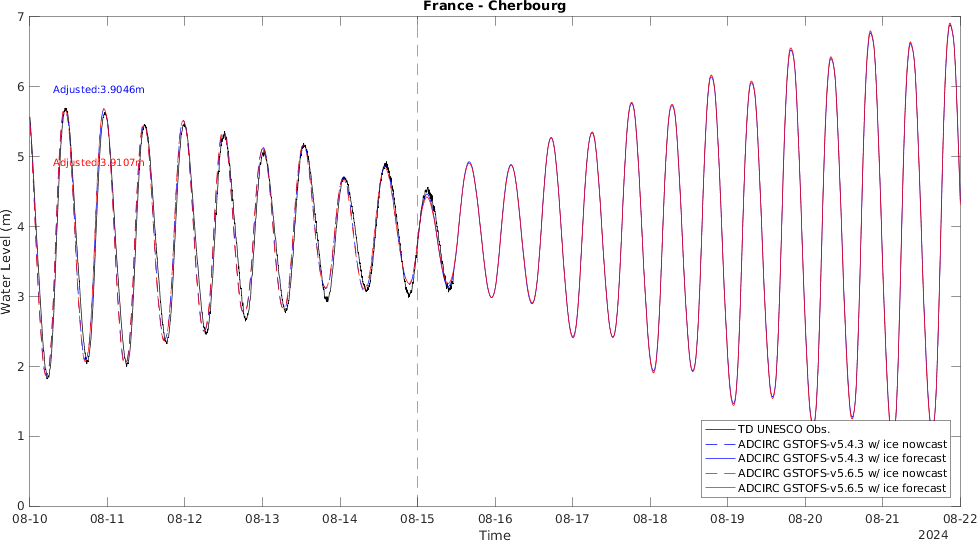 France - Cherbourg
7
6
5
4
3
2
1
0
Water Level (m)
Adjusted:3.9046m
Adjusted:3.9107m
TD UNESCO Obs.
ADCIRC GSTOFS-v5.4.3 w/ ice nowcast
ADCIRC GSTOFS-v5.4.3 w/ ice forecast
ADCIRC GSTOFS-v5.6.5 w/ ice nowcast
ADCIRC GSTOFS-v5.6.5 w/ ice forecast
08-10 08-11 08-12 08-13 08-14 08-15 08-16 08-17 08-18 08-19 08-20 08-21 08-22
Time
2024